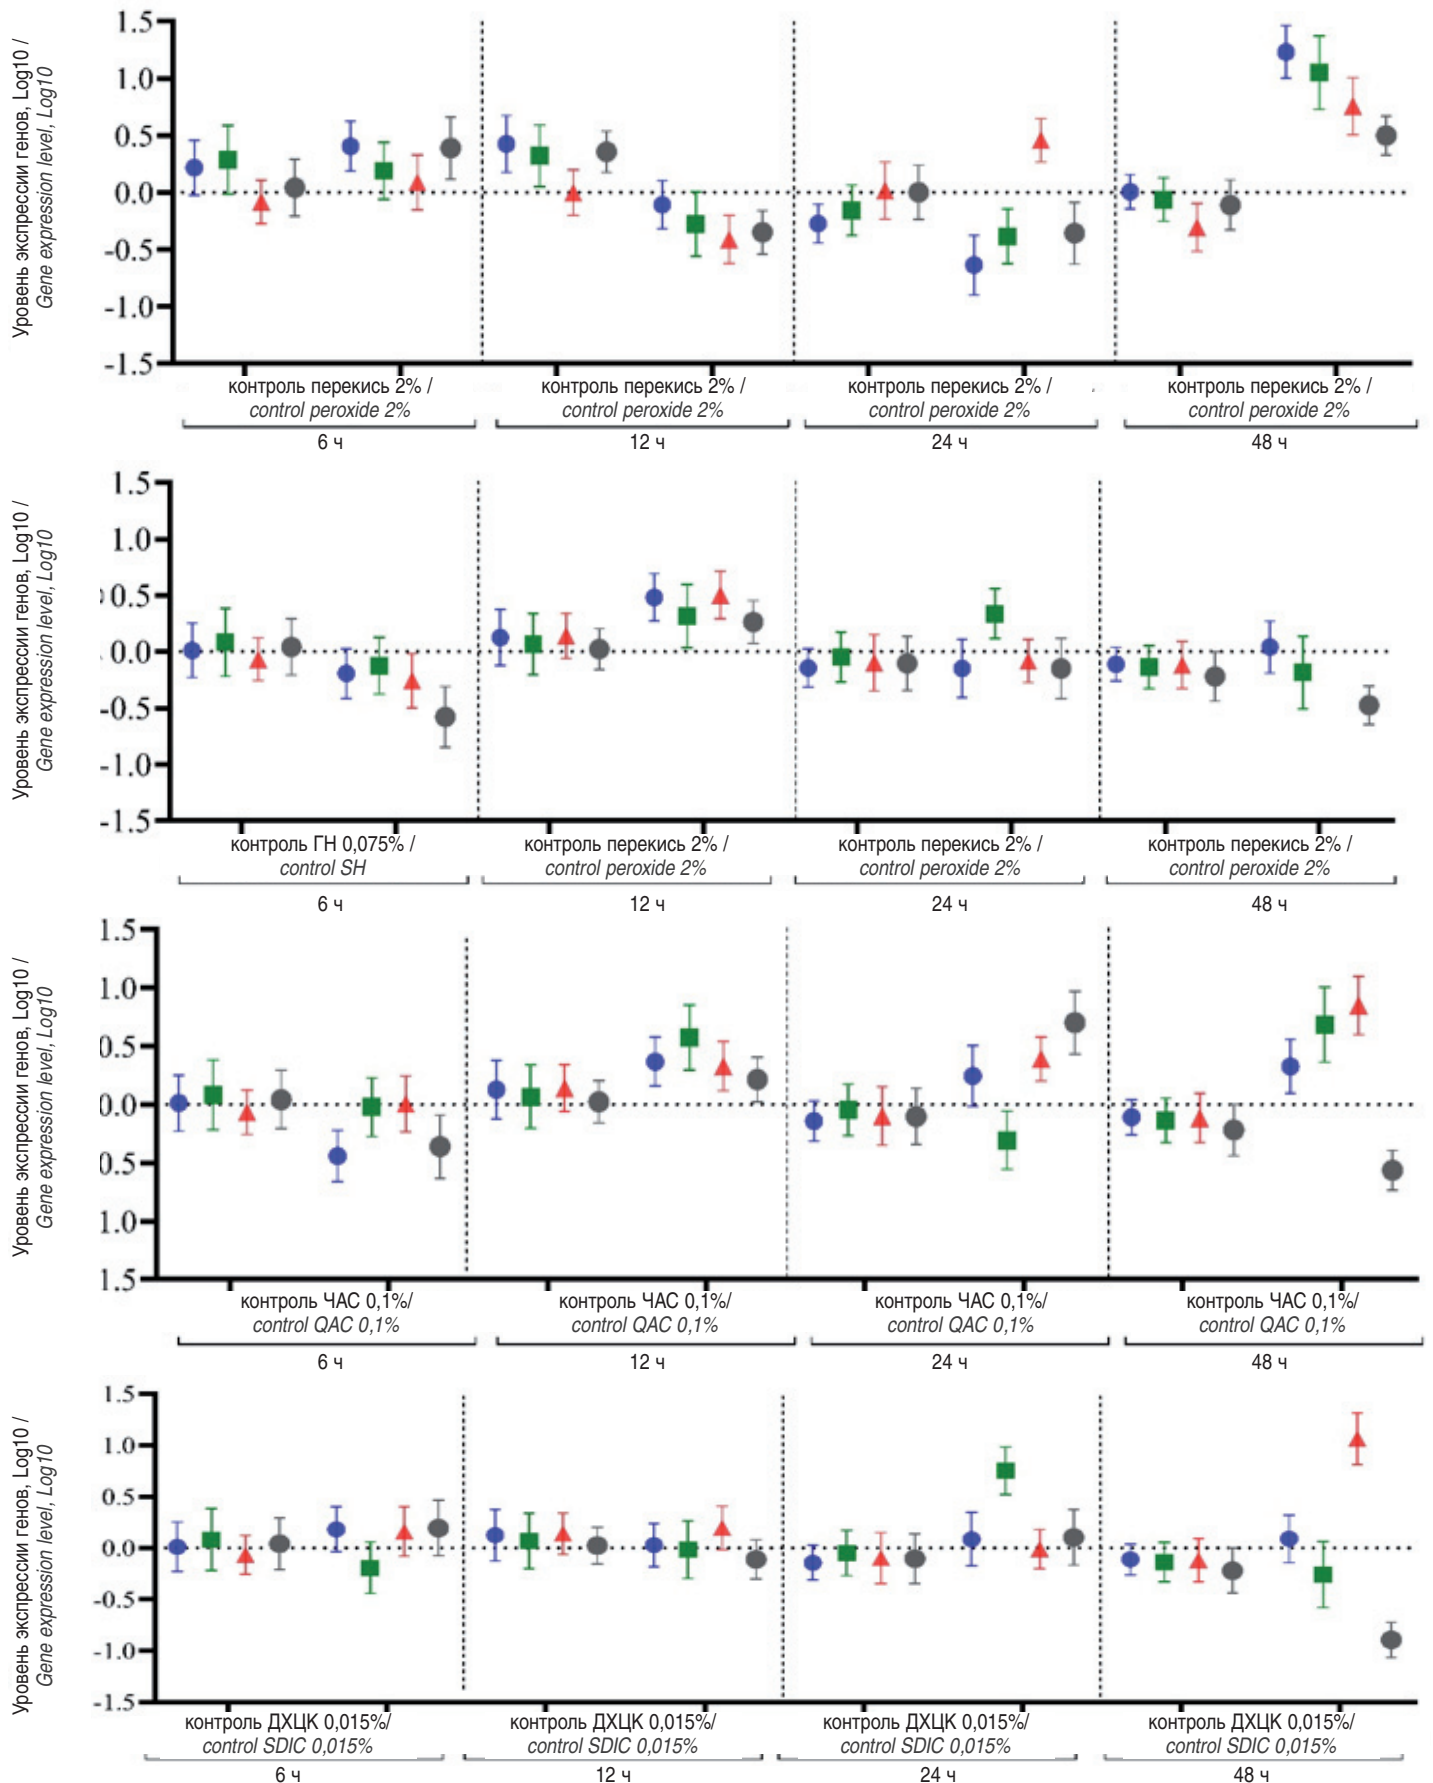 Уровень экспрессии генов, Log10 /
Gene expression level, Log10
1.5
1.0
0.5
0.0
-0.5
-1.0
-1.5
контроль перекись 2% / контроль перекись 2% / контроль перекись 2% / контроль перекись 2% /
control peroxide 2% control peroxide 2% control peroxide 2% control peroxide 2%
6 ч 12 ч 24 ч 48 ч
Уровень экспрессии генов, Log10 /
Gene expression level, Log10
1.5
1.0
0.5
0.0
-0.5
-1.0
-1.5
контроль ГН 0,075% / контроль перекись 2% / контроль перекись 2% / контроль перекись 2% /
control SH control peroxide 2% control peroxide 2% control peroxide 2%
6 ч 12 ч 24 ч 48 ч
Уровень экспрессии генов, Log10 /
Gene expression level, Log10
1.5
1.0
0.5
0.0
0.5
1.0
1.5
контроль ЧАС 0,1%/ контроль ЧАС 0,1%/ контроль ЧАС 0,1%/ контроль ЧАС 0,1%/
control QAC 0,1% control QAC 0,1% control QAC 0,1% control QAC 0,1%
6 ч 12 ч 24 ч 48 ч
Уровень экспрессии генов, Log10 /
Gene expression level, Log10
1.5
1.0
0.5
0.0
-0.5
-1.0
-1.5
контроль ДХЦК 0,015%/ контроль ДХЦК 0,015%/ контроль ДХЦК 0,015%/ контроль ДХЦК 0,015%/
control SDIC 0,015% control SDIC 0,015% control SDIC 0,015% control SDIC 0,015%
6 ч 12 ч 24 ч 48 ч